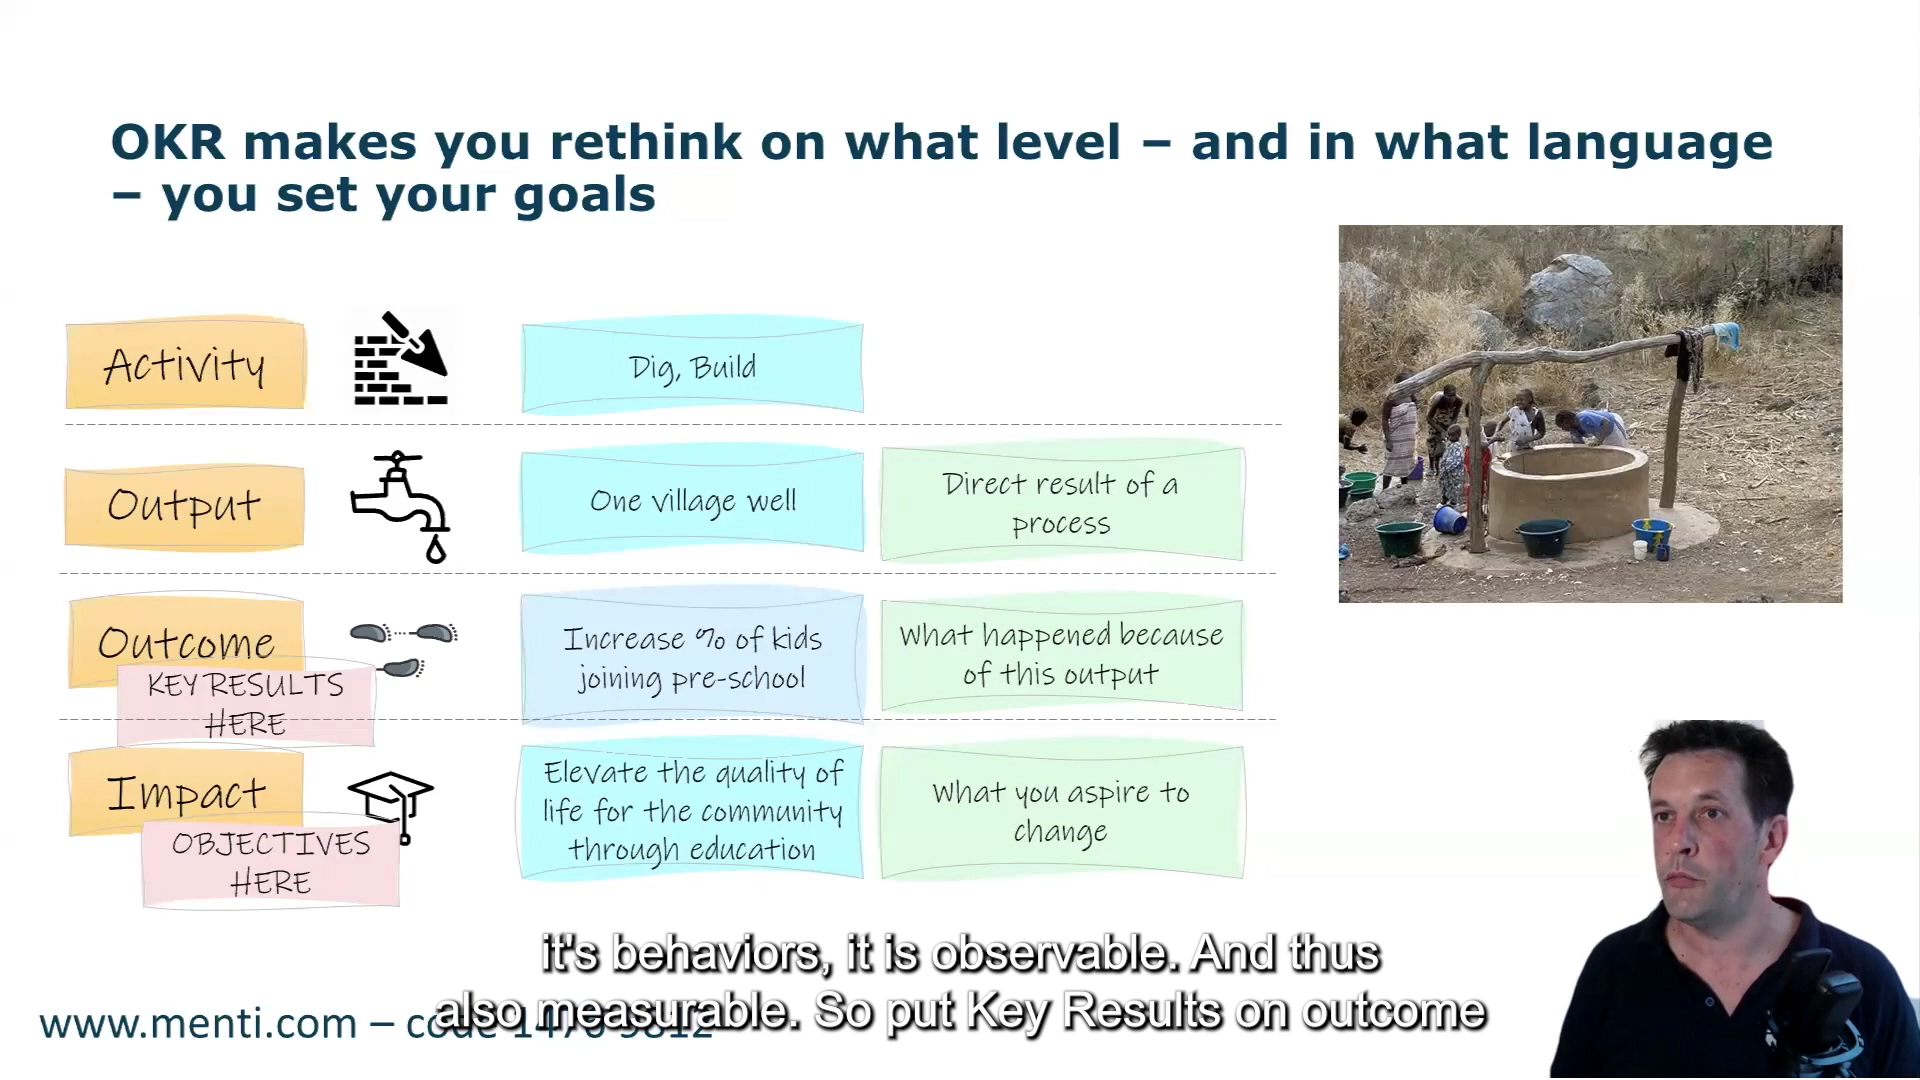 OKR makes you rethink on what level – and in what language
– you set your goals
Activity
Dig, Build
Output
One village well
Direct result of a
process
Outcome
KEY RESULTS
HERE
Increase % of kids
joining pre-school
What happened because
of this output
Impact
OBJECTIVES
HERE
Elevate the quality of
life for the community
through education
What you aspire to
change
it's behaviors, it is observable. And thus
also measurable. So put Key Results on outcome
www.menti.com – code